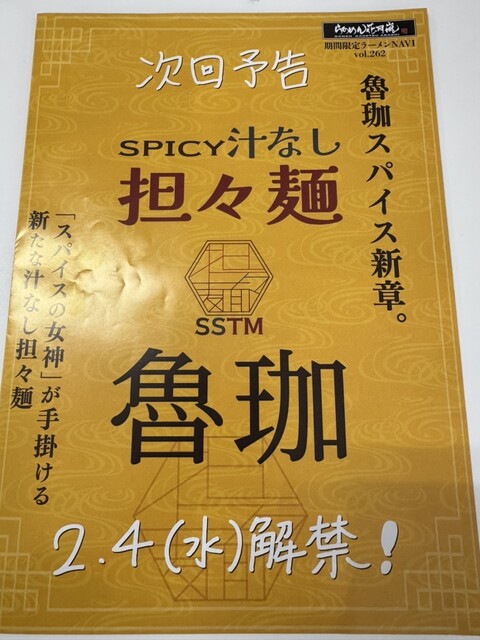 らあめん花月嵐
期間限定ラーメンNAVI
vol.262
次回予告
魯珈スパイス新章。
SPICY汁なし
担々麺
SSTM
魯珈
「スパイスの女神」が手掛ける
新たな汁なし担々麺
2.4(水)解禁!